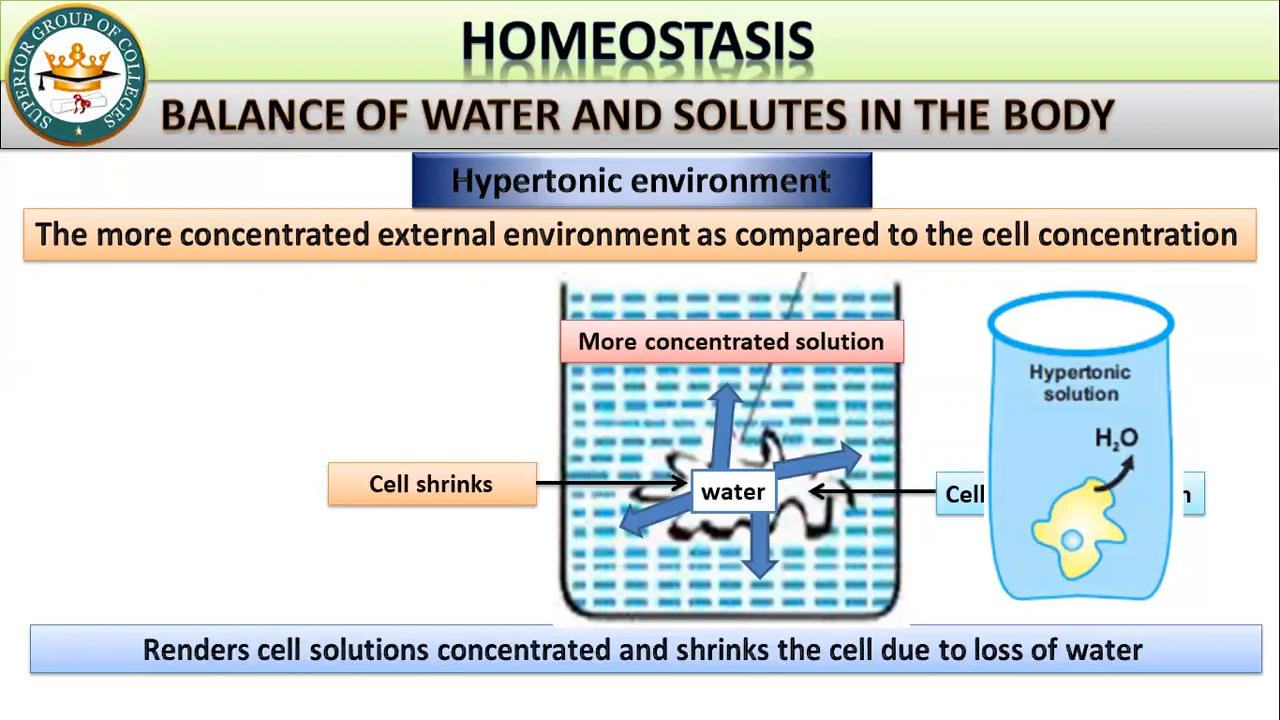 SUPERIOR GROUP OF COLLEGES
HOMEOSTASIS
BALANCE OF WATER AND SOLUTES IN THE BODY
Hypertonic environment
The more concentrated external environment as compared to the cell concentration
More concentrated solution
Hypertonic
solution
H₂O
Cell shrinks
water
Cell
Renders cell solutions concentrated and shrinks the cell due to loss of water